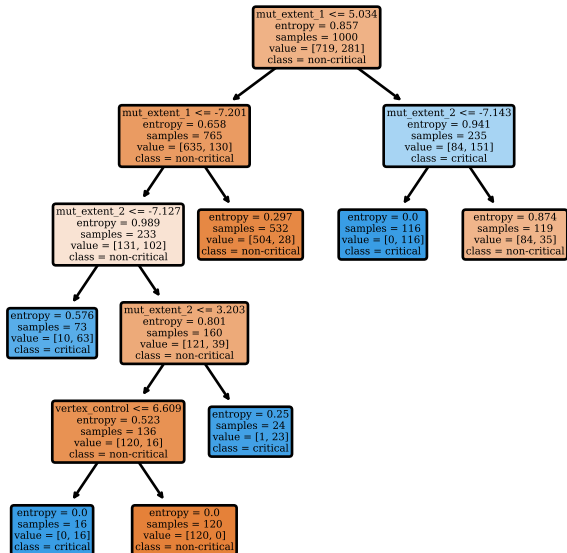 mut_extent_1 <= 5.034
entropy = 0.857
samples = 1000
value = [719, 281]
class = non-critical
mut_extent_1 <= -7.201
entropy = 0.658
samples = 765
value = [635, 130]
class = non-critical
mut_extent_2 <= -7.143
entropy = 0.941
samples = 235
value = [84, 151]
class = critical
mut_extent_2 <= -7.127
entropy = 0.989
samples = 233
value = [131, 102]
class = non-critical
entropy = 0.297
samples = 532
value = [504, 28]
class = non-critical
entropy = 0.0
samples = 116
value = [0, 116]
class = critical
entropy = 0.874
samples = 119
value = [84, 35]
class = non-critical
entropy = 0.576
samples = 73
value = [10, 63]
class = critical
mut_extent_2 <= 3.203
entropy = 0.801
samples = 160
value = [121, 39]
class = non-critical
vertex_control <= 6.609
entropy = 0.523
samples = 136
value = [120, 16]
class = non-critical
entropy = 0.25
samples = 24
value = [1, 23]
class = critical
entropy = 0.0
samples = 16
value = [0, 16]
class = critical
entropy = 0.0
samples = 120
value = [120, 0]
class = non-critical